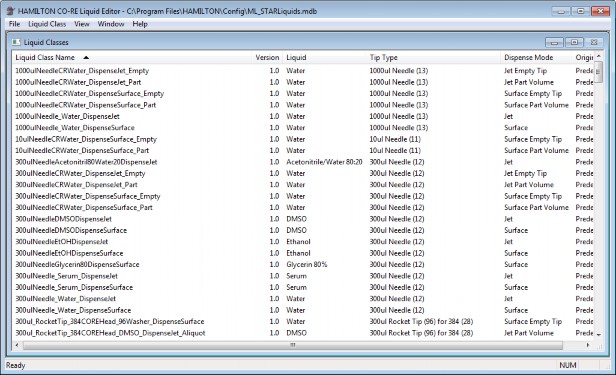 HAMILTON CO-RE Liquid Editor - C:\Program Files\HAMILTON\Config\ML_STARLiquids.mdb
File Liquid Class View Window Help
Liquid Classes
Liquid Class Name Version Liquid Tip Type Dispense Mode Origin
1000ulNeedleCRWater_DispenseJet_Empty 1.0 Water 1000ul Needle (13) Jet Empty Tip Prede
1000ulNeedleCRWater_DispenseJet_Part 1.0 Water 1000ul Needle (13) Jet Part Volume Prede
1000ulNeedleCRWater_DispenseSurface_Empty 1.0 Water 1000ul Needle (13) Surface Empty Tip Prede
1000ulNeedleCRWater_DispenseSurface_Part 1.0 Water 1000ul Needle (13) Surface Part Volume Prede
1000ulNeedle_Water_DispenseJet 1.0 Water 1000ul Needle (13) Jet Prede
1000ulNeedle_Water_DispenseSurface 1.0 Water 1000ul Needle (13) Surface Prede
10ulNeedleCRWater_DispenseSurface_Empty 1.0 Water 10ul Needle (11) Surface Empty Tip Prede
10ulNeedleCRWater_DispenseSurface_Part 1.0 Water 10ul Needle (11) Surface Part Volume Prede
300ulNeedleAcetonitril80Water20DispenseJet 1.0 Acetonitrile/Water 80:20 300ul Needle (12) Jet Prede
300ulNeedleCRWater_DispenseJet_Empty 1.0 Water 300ul Needle (12) Jet Empty Tip Prede
300ulNeedleCRWater_DispenseJet_Part 1.0 Water 300ul Needle (12) Jet Part Volume Prede
300ulNeedleCRWater_DispenseSurface_Empty 1.0 Water 300ul Needle (12) Surface Empty Tip Prede
300ulNeedleCRWater_DispenseSurface_Part 1.0 Water 300ul Needle (12) Surface Part Volume Prede
300ulNeedleDMSODispenseJet 1.0 DMSO 300ul Needle (12) Jet Prede
300ulNeedleDMSODispenseSurface 1.0 DMSO 300ul Needle (12) Surface Prede
300ulNeedleEtOHDispenseJet 1.0 Ethanol 300ul Needle (12) Jet Prede
300ulNeedleEtOHDispenseSurface 1.0 Ethanol 300ul Needle (12) Surface Prede
300ulNeedleGlycerin80DispenseSurface 1.0 Glycerin 80% 300ul Needle (12) Surface Prede
300ulNeedle_Serum_DispenseJet 1.0 Serum 300ul Needle (12) Jet Prede
300ulNeedle_Serum_DispenseSurface 1.0 Serum 300ul Needle (12) Surface Prede
300ulNeedle_Water_DispenseJet 1.0 Water 300ul Needle (12) Jet Prede
300ulNeedle_Water_DispenseSurface 1.0 Water 300ul Needle (12) Surface Prede
300ul_RocketTip_384COREHead_96Washer_DispenseSurface 1.0 Water 300ul Rocket Tip (96) for 384 (28) Surface Empty Tip Prede
300ul_RocketTip_384COREHead_DMSO_DispenseJet_Aliquot 1.0 DMSO 300ul Rocket Tip (96) for 384 (28) Jet Part Volume Prede
Ready NUM